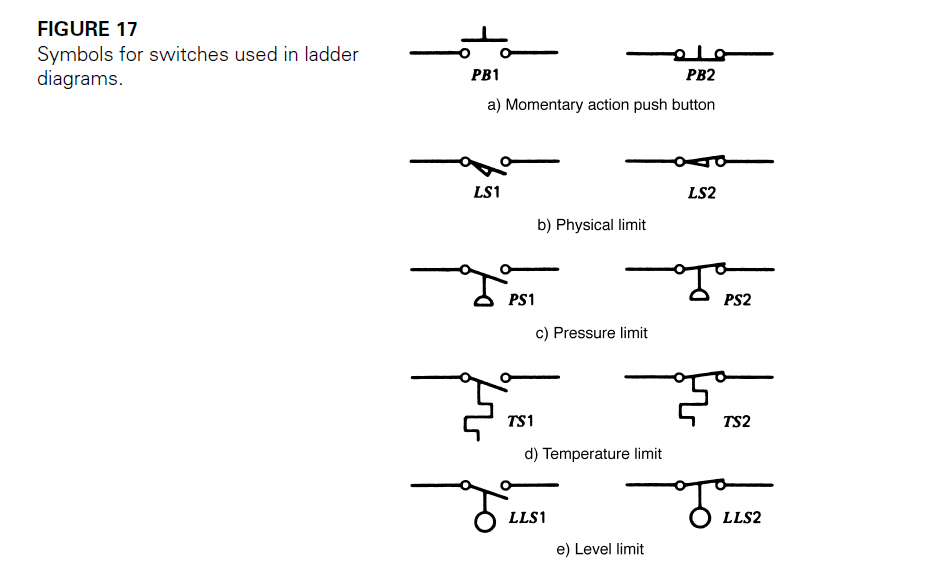 FIGURE 17
Symbols for switches used in ladder
diagrams.
PB1
PB2
a) Momentary action push button
LS1
LS2
b) Physical limit
PS1
PS2
c) Pressure limit
TS1
TS2
d) Temperature limit
LLS1
LLS2
e) Level limit